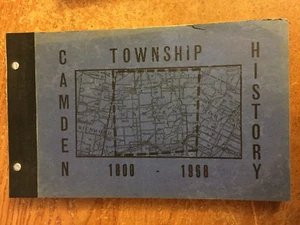 CAMDEN
TOWNSHIP
HISTORY
1800 - 1968